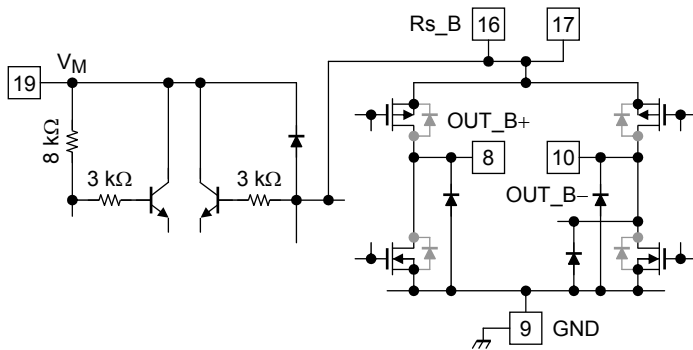 Rs_B 16 17
V_M
19
8 kΩ
3 kΩ 3 kΩ
OUT_B+
8 10
OUT_B−
9 GND